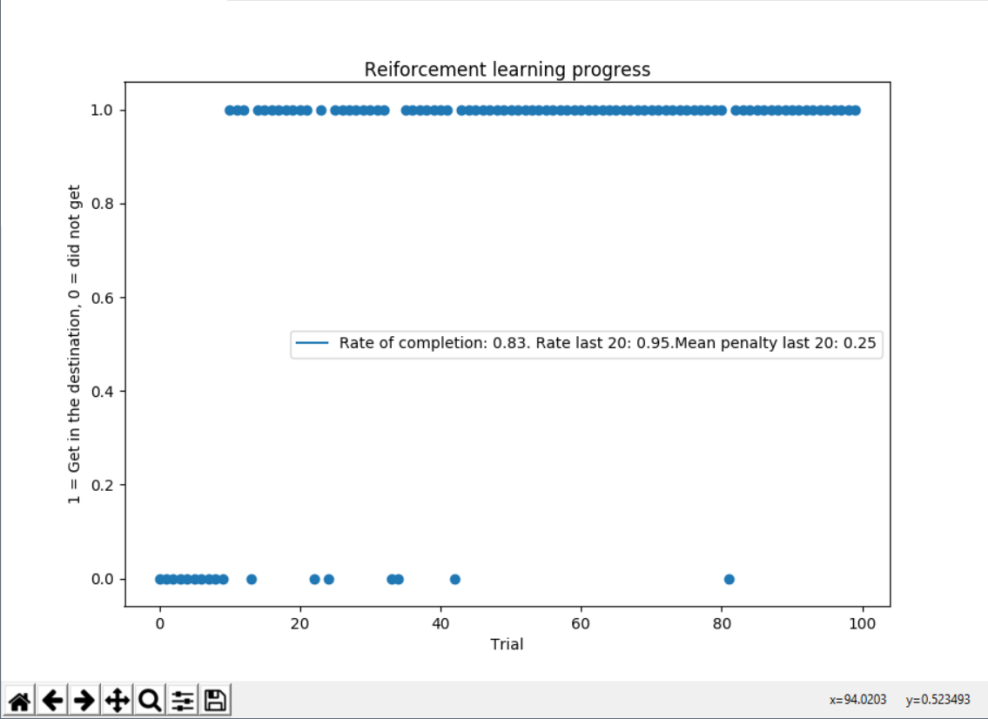 Reiforcement learning progress
1 = Get in the destination, 0 = did not get
1.0
0.8
0.6
0.4
0.2
0.0
Rate of completion: 0.83. Rate last 20: 0.95.Mean penalty last 20: 0.25
0 20 40 60 80 100
Trial
x=94.0203 y=0.523493